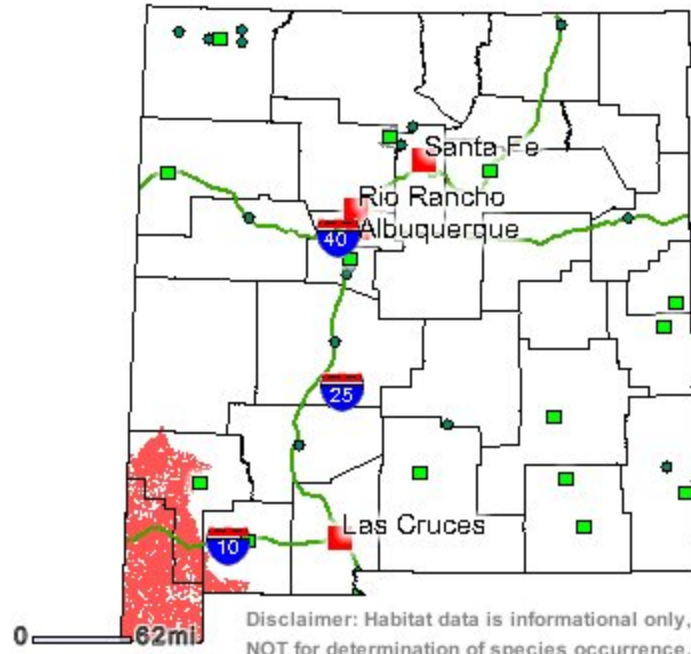 Santa Fe
Rio Rancho
Albuquerque
40
25
Las Cruces
10
Disclaimer: Habitat data is informational only,
0 62mi
NOT for determination of species occurrence.